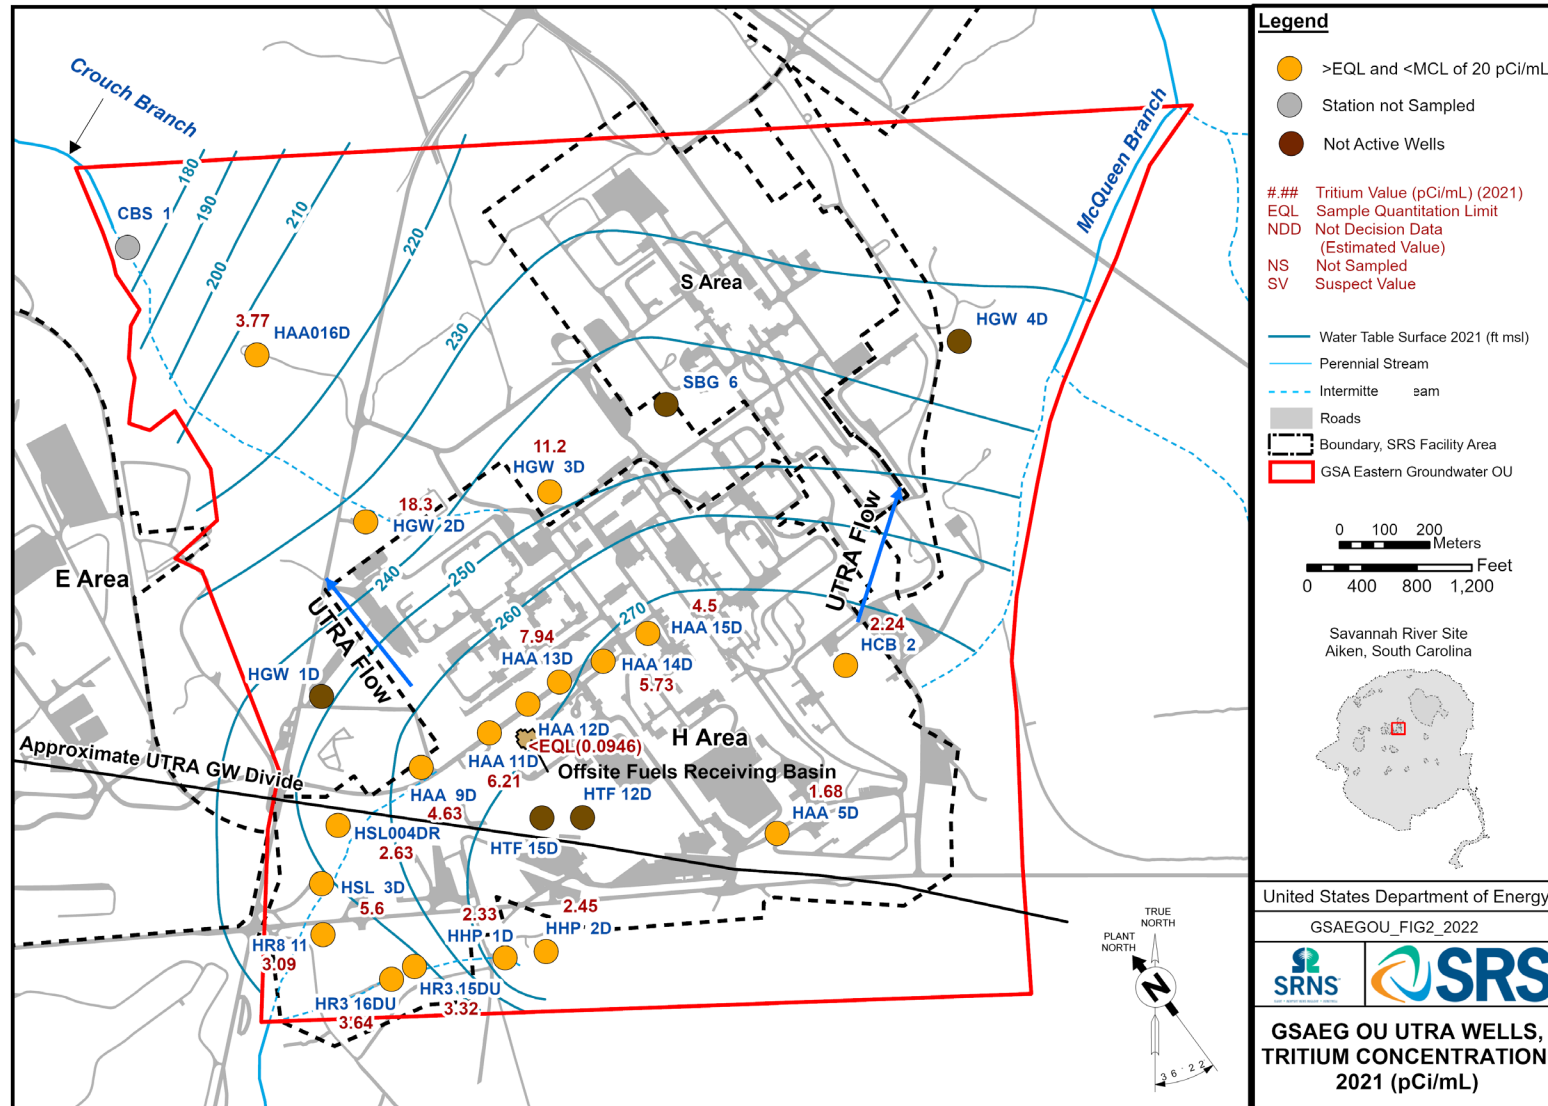 Crouch Branch
McQueen Branch
CBS 1
180
190
200
210
220
230
240
250
260
270
3.77
HAA016D
S Area
HGW 4D
SBG 6
11.2
HGW 3D
18.3
HGW 2D
E Area
UTRA Flow
UTRA Flow
4.5
HAA 15D
2.24
HCB 2
7.94
HAA 13D
HAA 14D
5.73
HGW 1D
HAA 12D
<EQL(0.0946)
H Area
HAA 11D
6.21
Offsite Fuels Receiving Basin
Approximate UTRA GW Divide
HAA 9D
4.63
HTF 12D
1.68
HAA 5D
HSL004DR
2.63
HTF 15D
HSL 3D
5.6
2.33
HHP 1D
2.45
HHP 2D
HR8 11
3.09
HR3 15DU
3.32
HR3 16DU
3.64
TRUE
NORTH
PLANT
NORTH
N
36°22'
Legend
>EQL and <MCL of 20 pCi/mL
Station not Sampled
Not Active Wells
#.## Tritium Value (pCi/mL) (2021)
EQL Sample Quantitation Limit
NDD Not Decision Data
(Estimated Value)
NS Not Sampled
SV Suspect Value
Water Table Surface 2021 (ft msl)
Perennial Stream
Intermitte eam
Roads
Boundary, SRS Facility Area
GSA Eastern Groundwater OU
0 100 200
Meters
Feet
0 400 800 1,200
Savannah River Site
Aiken, South Carolina
United States Department of Energy
GSAEGOU_FIG2_2022
SRNS
SRS
GSAEG OU UTRA WELLS,
TRITIUM CONCENTRATION
2021 (pCi/mL)